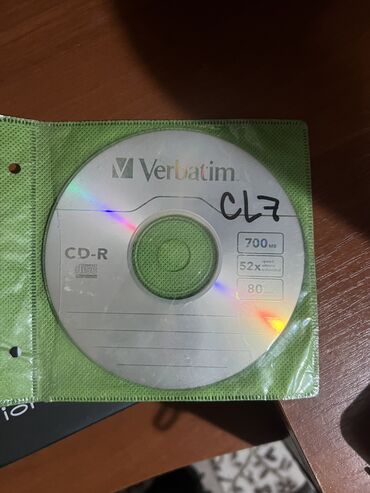 Verbatim
CL7
CD-R
700 MB
52x
80